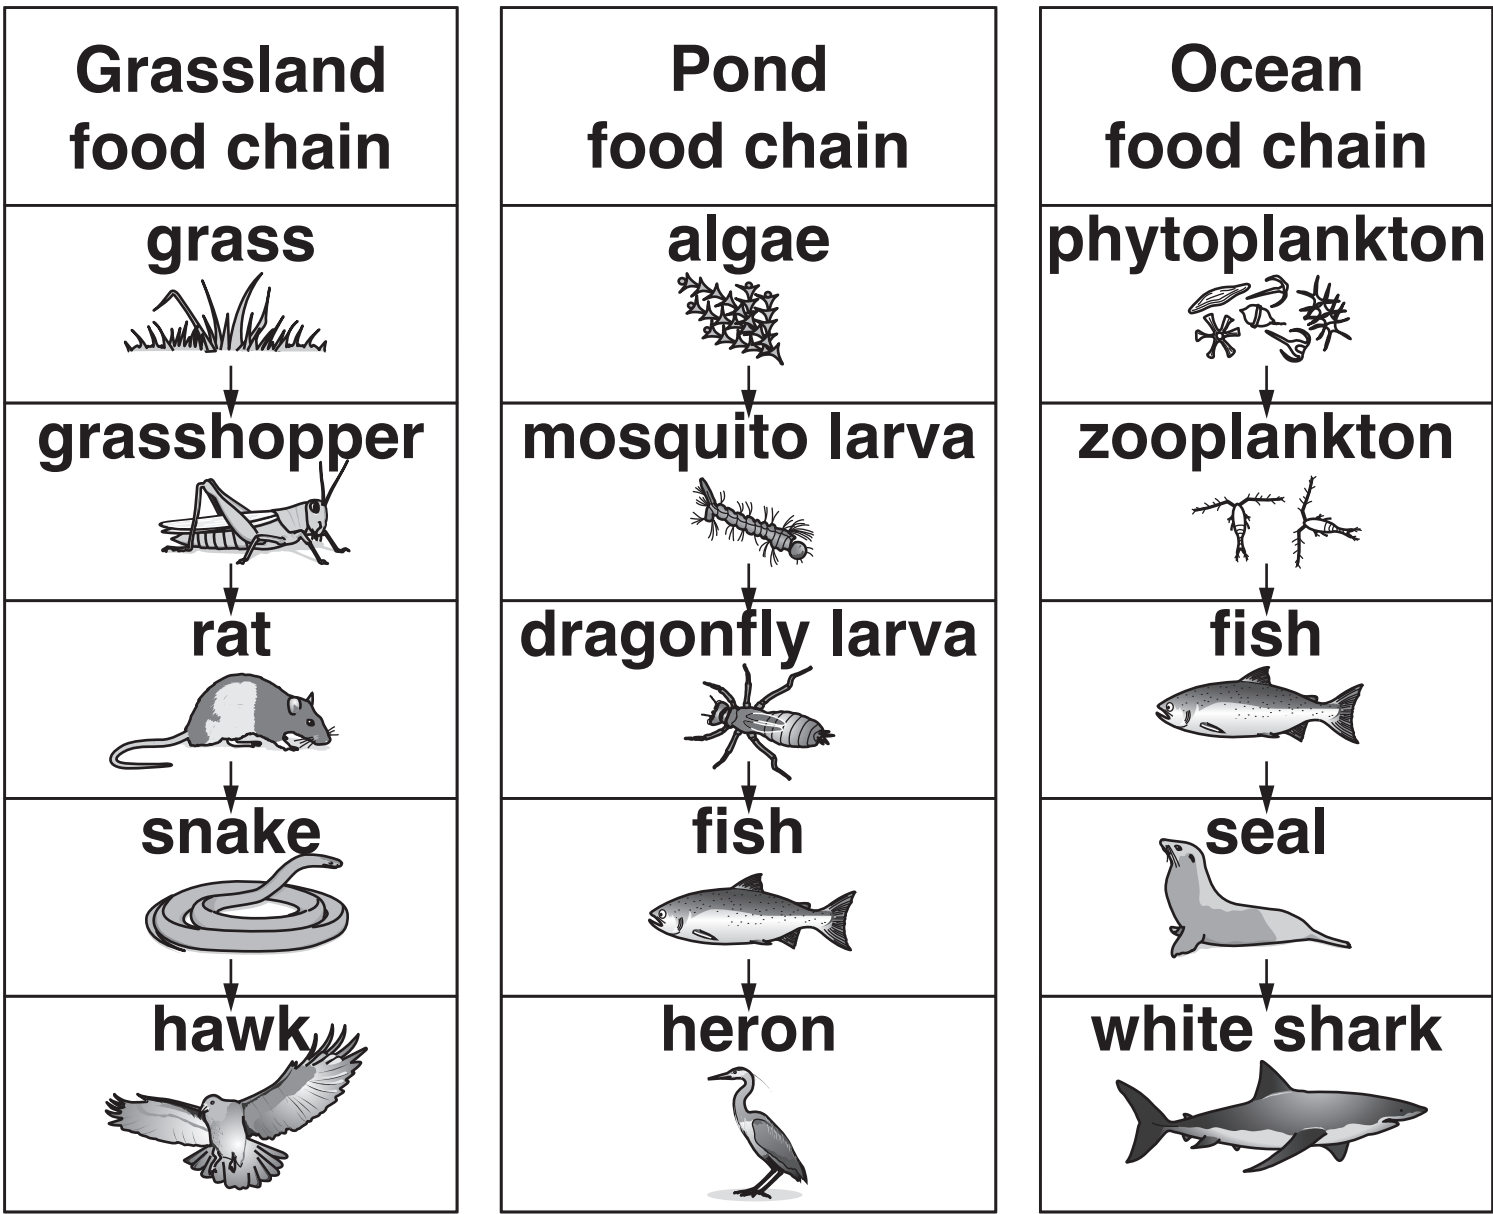 Grassland
food chain
grass
grasshopper
rat
snake
hawk
Pond
food chain
algae
mosquito larva
dragonfly larva
fish
heron
Ocean
food chain
phytoplankton
zooplankton
fish
seal
white shark